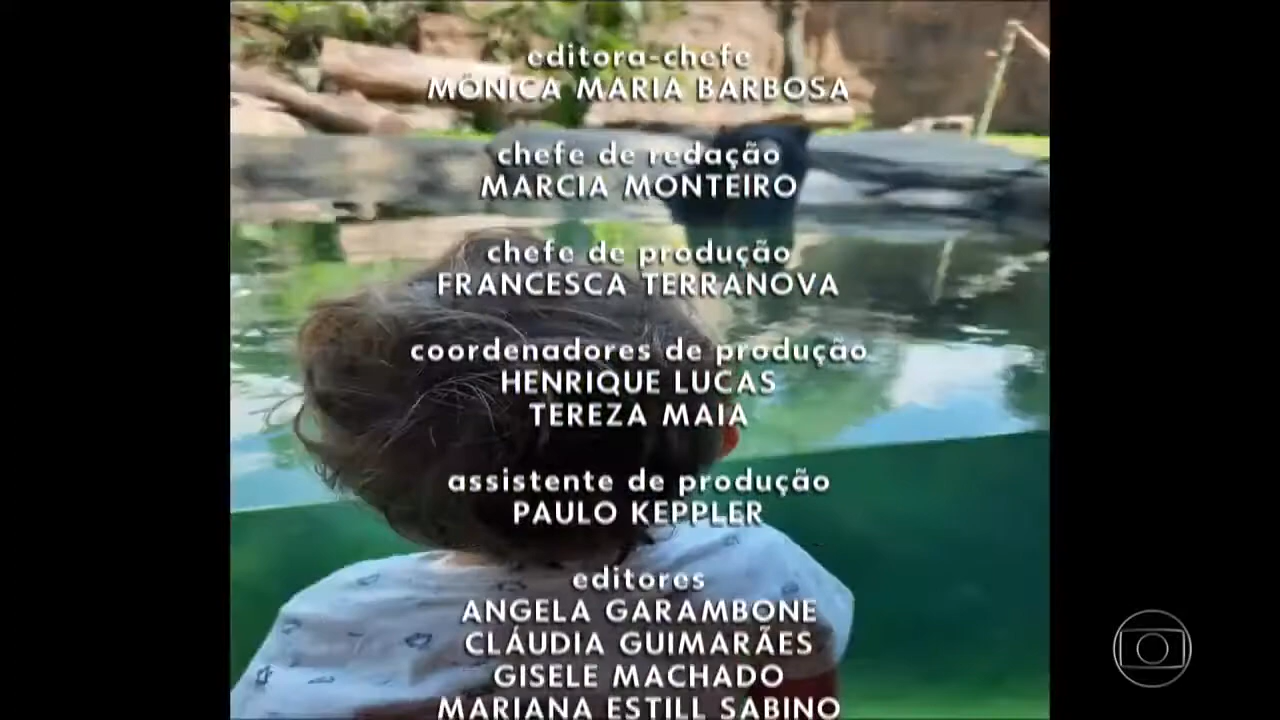 editora-chefe
MÔNICA MARIA BARBOSA
chefe de redação
MARCIA MONTEIRO
chefe de produção
FRANCESCA TERRANOVA
coordenadores de produção
HENRIQUE LUCAS
TEREZA MAIA
assistente de produção
PAULO KEPPLER
editores
ANGELA GARAMBONE
CLÁUDIA GUIMARÃES
GISELE MACHADO
MARIANA ESTILL SABINO